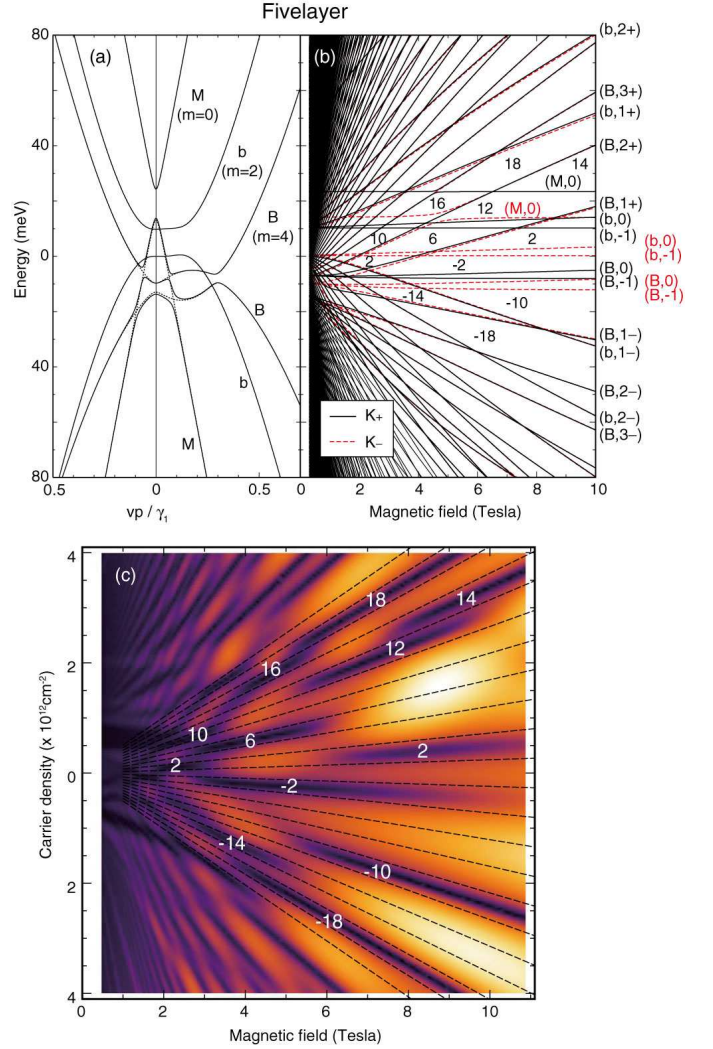 Fivelayer
80
40
0
40
80
Energy (meV)
(a)
M
(m=0)
b
(m=2)
B
(m=4)
B
b
M
0.5
0
0.5
vp / γ₁
(b)
18
14
(M,0)
16
12
(M,0)
10
6
2
2
-2
-14
-10
-18
K+
K−
0
2
4
6
8
10
Magnetic field (Tesla)
(b,2+)
(B,3+)
(b,1+)
(B,2+)
(B,1+)
(b,0)
(b,-1)
(b,0)
(b,-1)
(B,0)
(B,-1)
(B,0)
(B,-1)
(B,1−)
(b,1−)
(B,2−)
(b,2−)
(B,3−)
(c)
4
2
0
2
4
Carrier density (x 10¹²cm⁻²)
18
14
16
12
10
6
2
2
-2
-14
-10
-18
0
2
4
6
8
10
Magnetic field (Tesla)